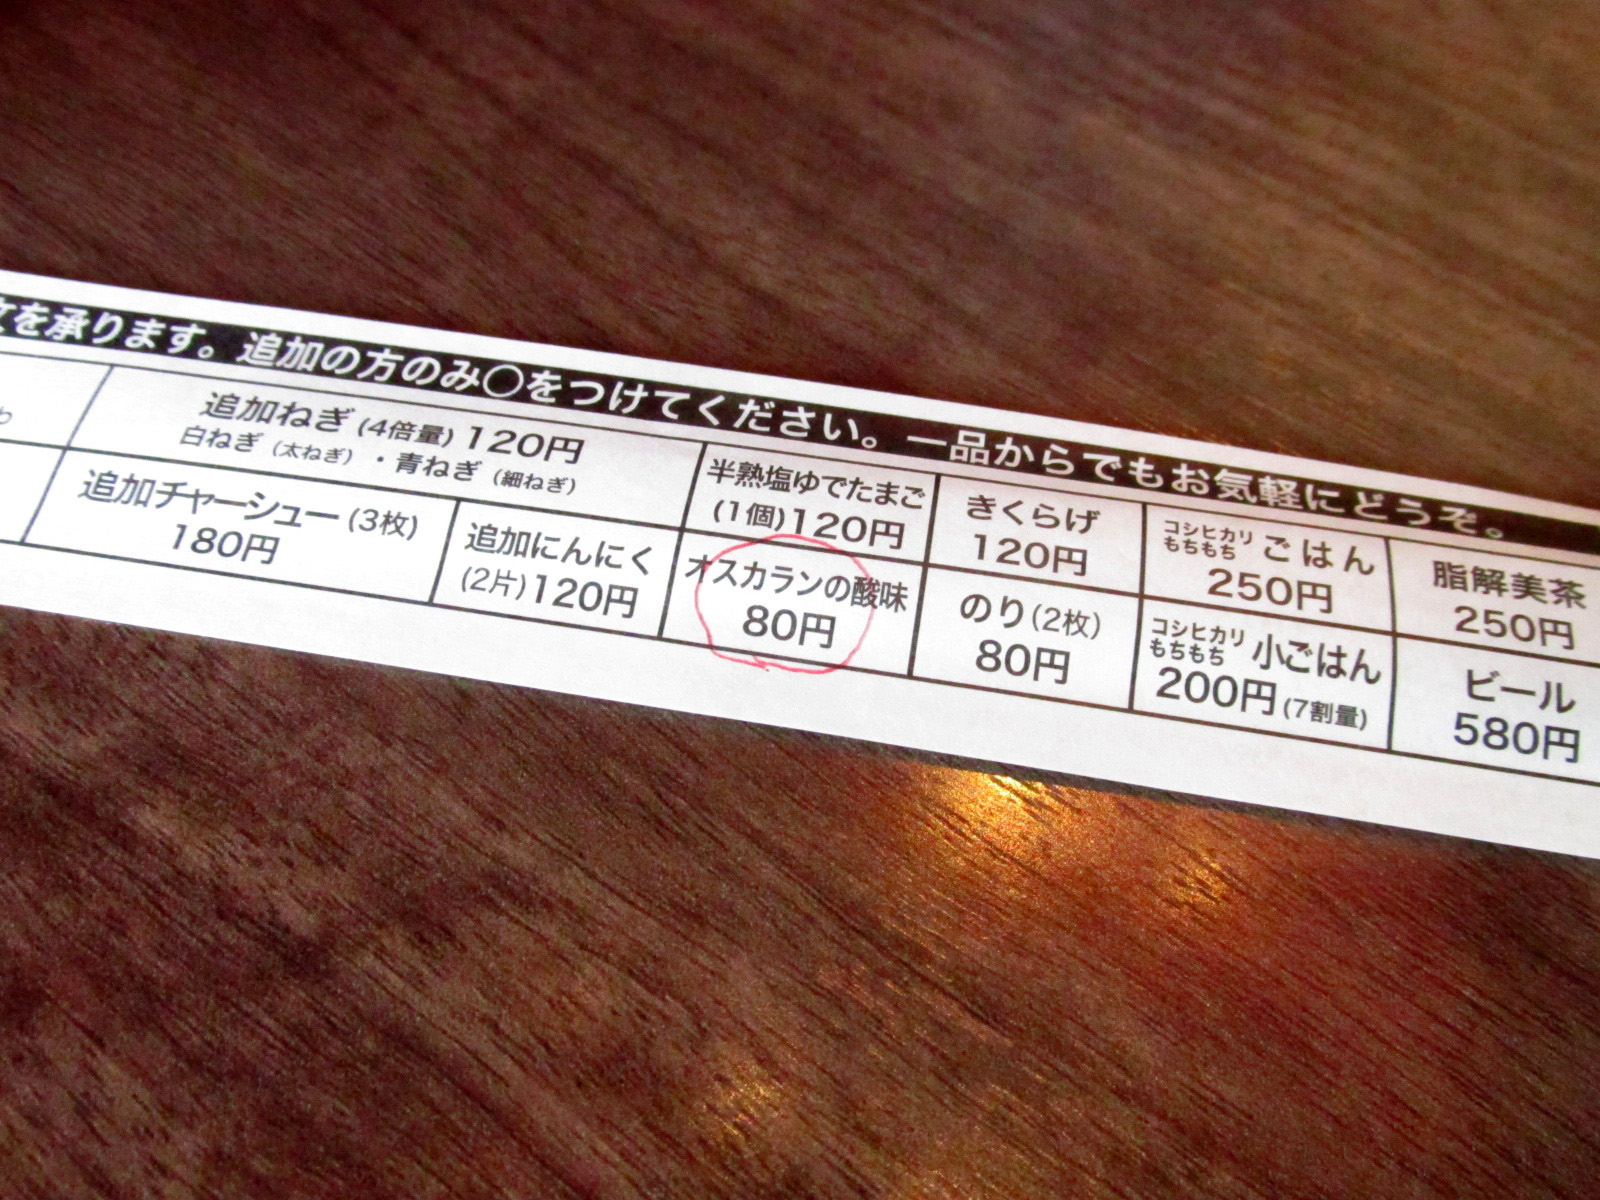 文を承ります。追加の方のみ〇をつけてください。一品からでもお気軽にどうぞ。
追加ねぎ(4倍量)120円
白ねぎ(太ねぎ)・青ねぎ(細ねぎ)
追加チャーシュー(3枚)
180円
追加にんにく
(2片)120円
半熟塩ゆでたまご
(1個)120円
オスカランの酸味
80円
きくらげ
120円
のり(2枚)
80円
コシヒカリ
もちもち ごはん
250円
コシヒカリ
もちもち 小ごはん
200円(7割量)
脂解美茶
250円
ビール
580円